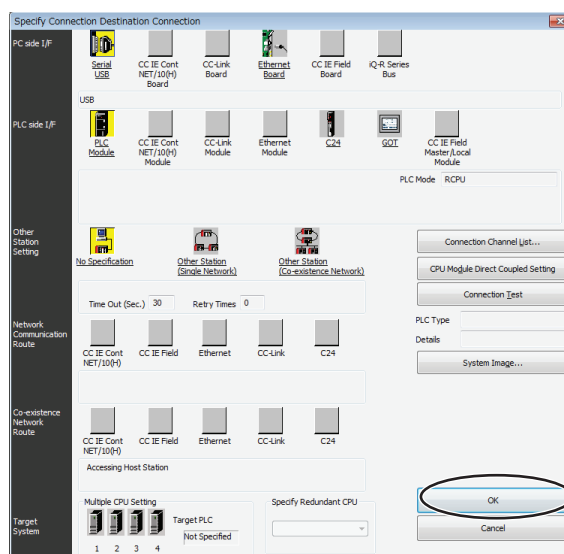 Specify Connection Destination Connection
PC side I/F
Serial
USB
CC IE Cont
NET/10(H)
Board
CC-Link
Board
Ethernet
Board
CC IE Field
Board
iQ-R Series
Bus
USB
PLC side I/F
PLC
Module
CC IE Cont
NET/10(H)
Module
CC-Link
Module
Ethernet
Module
C24
GOT
CC IE Field
Master/Local
Module
PLC Mode RCPU
Other
Station
Setting
No Specification
Other Station
(Single Network)
Other Station
(Co-existence Network)
Time Out (Sec.) 30 Retry Times 0
Connection Channel List...
CPU Module Direct Coupled Setting
Connection Test
PLC Type
Details
System Image...
Network
Communication
Route
CC IE Cont
NET/10(H)
CC IE Field
Ethernet
CC-Link
C24
Co-existence
Network
Route
CC IE Cont
NET/10(H)
CC IE Field
Ethernet
CC-Link
C24
Accessing Host Station
Target
System
Multiple CPU Setting
1 2 3 4
Target PLC
Not Specified
Specify Redundant CPU
OK
Cancel